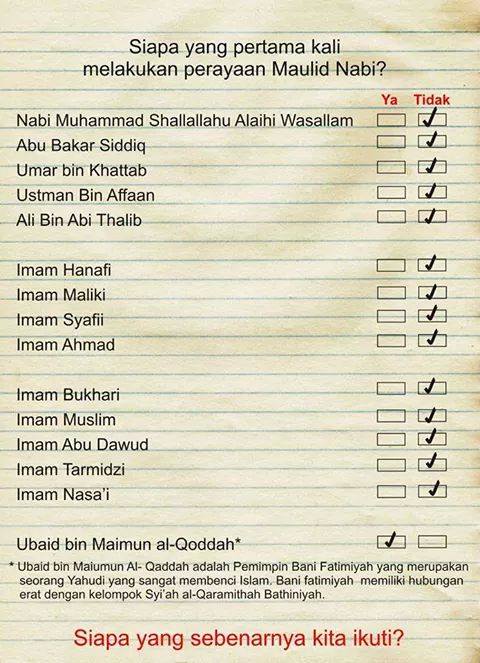 Siapa yang pertama kali
melakukan perayaan Maulid Nabi?
Ya Tidak
Nabi Muhammad Shallallahu Alaihi Wasallam
Abu Bakar Siddiq
Umar bin Khattab
Ustman Bin Affaan
Ali Bin Abi Thalib
Imam Hanafi
Imam Maliki
Imam Syafii
Imam Ahmad
Imam Bukhari
Imam Muslim
Imam Abu Dawud
Imam Tarmidzi
Imam Nasa'i
Ubaid bin Maimun al-Qoddah*
* Ubaid bin Maiumun Al- Qaddah adalah Pemimpin Bani Fatimiyah yang merupakan
seorang Yahudi yang sangat membenci Islam. Bani fatimiyah memiliki hubungan
erat dengan kelompok Syi'ah al-Qaramithah Bathiniyah.
Siapa yang sebenarnya kita ikuti?